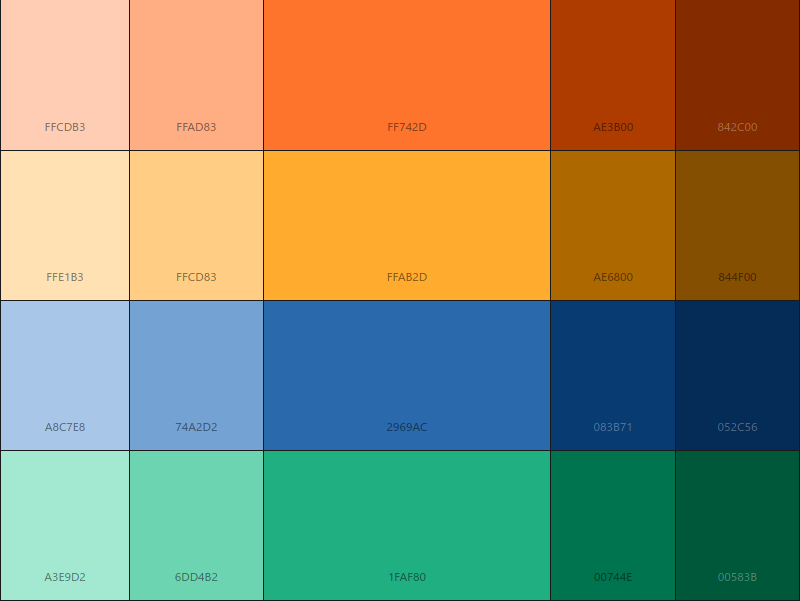 FFCDB3 FFAD83 FF742D AE3B00 842C00
FFE1B3 FFCD83 FFAB2D AE6800 844F00
A8C7E8 74A2D2 2969AC 083B71 052C56
A3E9D2 6DD4B2 1FAF80 00744E 00583B